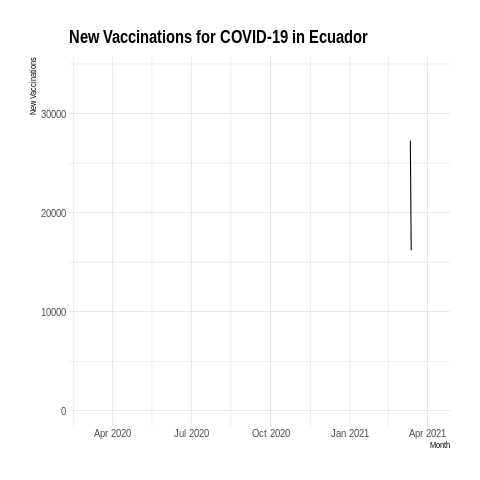 New Vaccinations for COVID-19 in Ecuador
New Vaccinations
30000
20000
10000
0
Apr 2020 Jul 2020 Oct 2020 Jan 2021 Apr 2021
Month